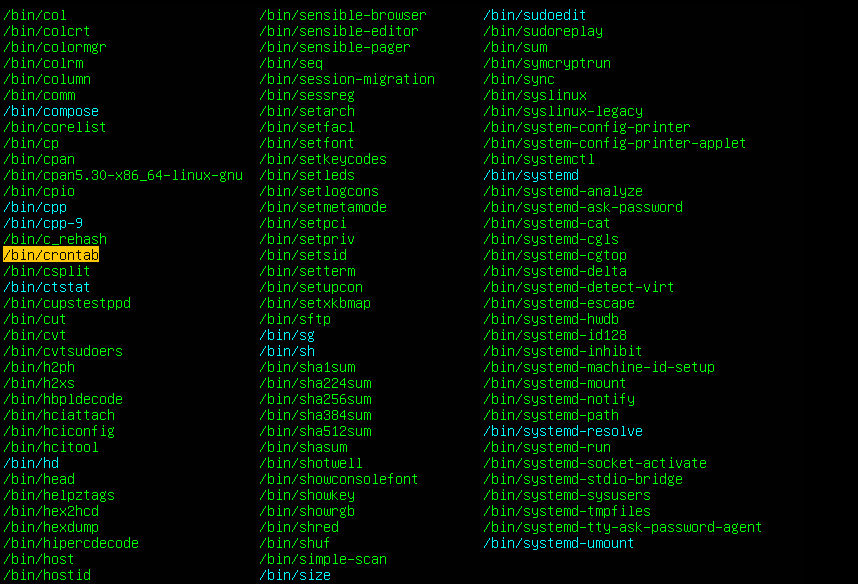 /bin/col
/bin/colcrt
/bin/colormgr
/bin/colrm
/bin/column
/bin/comm
/bin/compose
/bin/corelist
/bin/cp
/bin/cpan
/bin/cpan5.30-x86_64-linux-gnu
/bin/cpio
/bin/cpp
/bin/cpp-9
/bin/c_rehash
/bin/crontab
/bin/csplit
/bin/ctstat
/bin/cupstestppd
/bin/cut
/bin/cvt
/bin/cvtsudoers
/bin/h2ph
/bin/h2xs
/bin/hbpldecode
/bin/hciattach
/bin/hciconfig
/bin/hcitool
/bin/hd
/bin/head
/bin/helpztags
/bin/hex2hcd
/bin/hexdump
/bin/hipercdecode
/bin/host
/bin/hostid
/bin/sensible-browser
/bin/sensible-editor
/bin/sensible-pager
/bin/seq
/bin/session-migration
/bin/sessreg
/bin/setarch
/bin/setfacl
/bin/setfont
/bin/setkeycodes
/bin/setleds
/bin/setlogcons
/bin/setmetamode
/bin/setpci
/bin/setpriv
/bin/setsid
/bin/setterm
/bin/setupcon
/bin/setxkbmap
/bin/sftp
/bin/sg
/bin/sh
/bin/sha1sum
/bin/sha224sum
/bin/sha256sum
/bin/sha384sum
/bin/sha512sum
/bin/shasum
/bin/shotwell
/bin/showconsolefont
/bin/showkey
/bin/showrgb
/bin/shred
/bin/shuf
/bin/simple-scan
/bin/size
/bin/sudoedit
/bin/sudoreplay
/bin/sum
/bin/symcryptrun
/bin/sync
/bin/syslinux
/bin/syslinux-legacy
/bin/system-config-printer
/bin/system-config-printer-applet
/bin/systemctl
/bin/systemd
/bin/systemd-analyze
/bin/systemd-ask-password
/bin/systemd-cat
/bin/systemd-cgls
/bin/systemd-cgtop
/bin/systemd-delta
/bin/systemd-detect-virt
/bin/systemd-escape
/bin/systemd-hwdb
/bin/systemd-id128
/bin/systemd-inhibit
/bin/systemd-machine-id-setup
/bin/systemd-mount
/bin/systemd-notify
/bin/systemd-path
/bin/systemd-resolve
/bin/systemd-run
/bin/systemd-socket-activate
/bin/systemd-stdio-bridge
/bin/systemd-sysusers
/bin/systemd-tmpfiles
/bin/systemd-tty-ask-password-agent
/bin/systemd-umount